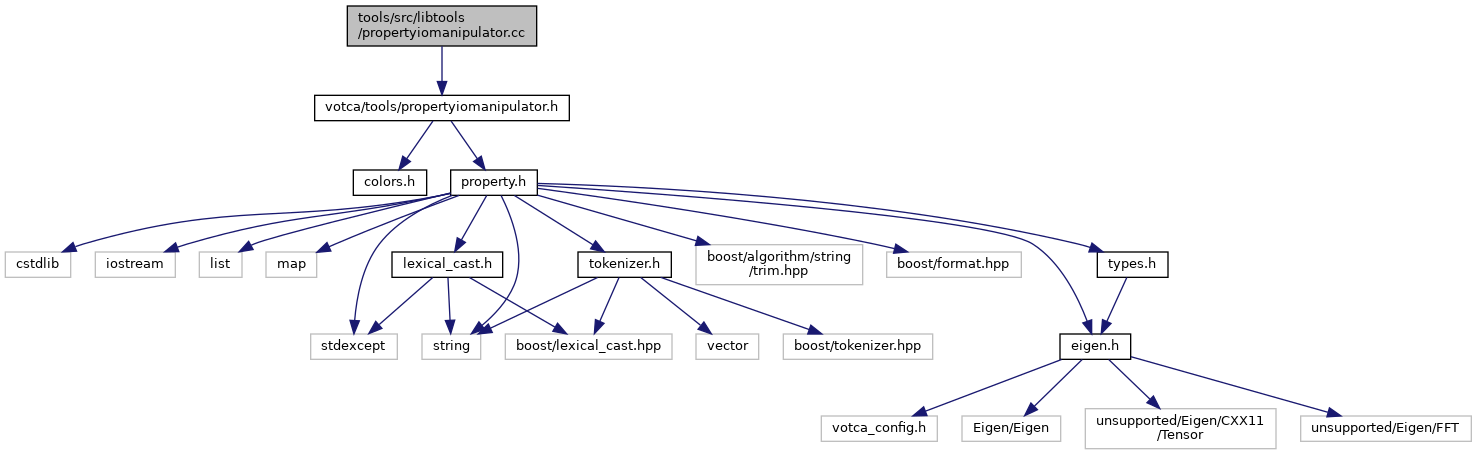 tools/src/libtools
/propertyiomanipulator.cc
votca/tools/propertyiomanipulator.h
colors.h
property.h
cstdlib
iostream
list
map
lexical_cast.h
tokenizer.h
boost/algorithm/string
/trim.hpp
boost/format.hpp
types.h
stdexcept
string
boost/lexical_cast.hpp
vector
boost/tokenizer.hpp
eigen.h
votca_config.h
Eigen/Eigen
unsupported/Eigen/CXX11
/Tensor
unsupported/Eigen/FFT